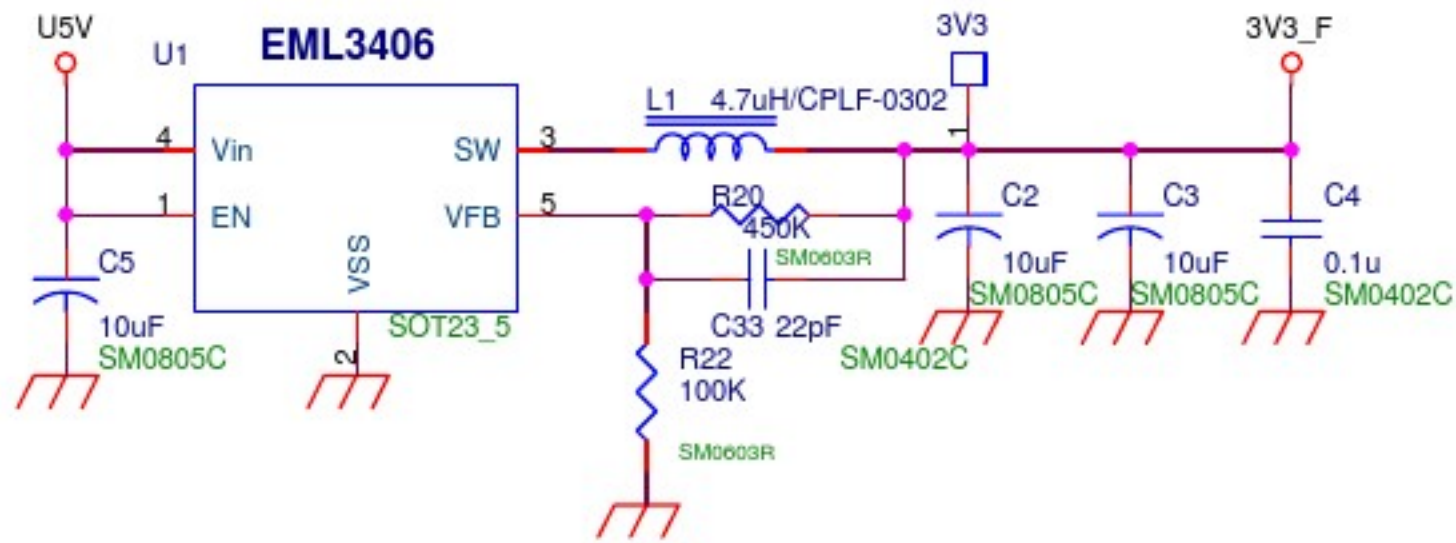 U5V
U1
EML3406
3V3
3V3_F
L1
4.7uH/CPLF-0302
4
Vin
SW
3
1
1
EN
VFB
5
R20
450K
SM0603R
C2
10uF
SM0805C
C3
10uF
SM0805C
C4
0.1u
SM0402C
C5
10uF
SM0805C
VSS
2
SOT23_5
C33
22pF
SM0402C
R22
100K
SM0603R